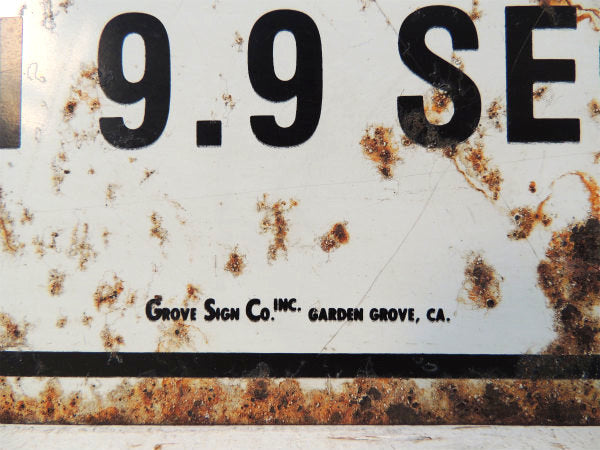 9.9 SE
GROVE SIGN CO. INC. GARDEN GROVE, CA.